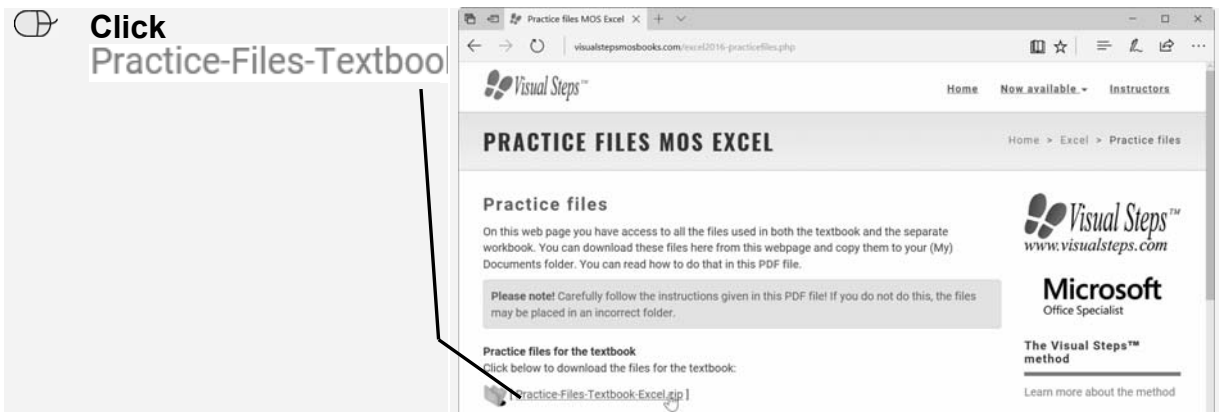 Click
Practice-Files-Textboo
Practice files MOS Excel
visualstepsmosbooks.com/excel2016-practicefiles.php
Visual Steps™
Home Now available Instructors
PRACTICE FILES MOS EXCEL
Home > Excel > Practice files
Practice files
On this web page you have access to all the files used in both the textbook and the separate
workbook. You can download these files here from this webpage and copy them to your (My)
Documents folder. You can read how to do that in this PDF file.
Please note! Carefully follow the instructions given in this PDF file! If you do not do this, the files
may be placed in an incorrect folder.
Practice files for the textbook
Click below to download the files for the textbook:
[ Practice-Files-Textbook-Excel.zip ]
Visual Steps™
www.visualsteps.com
Microsoft
Office Specialist
The Visual Steps™
method
Learn more about the method